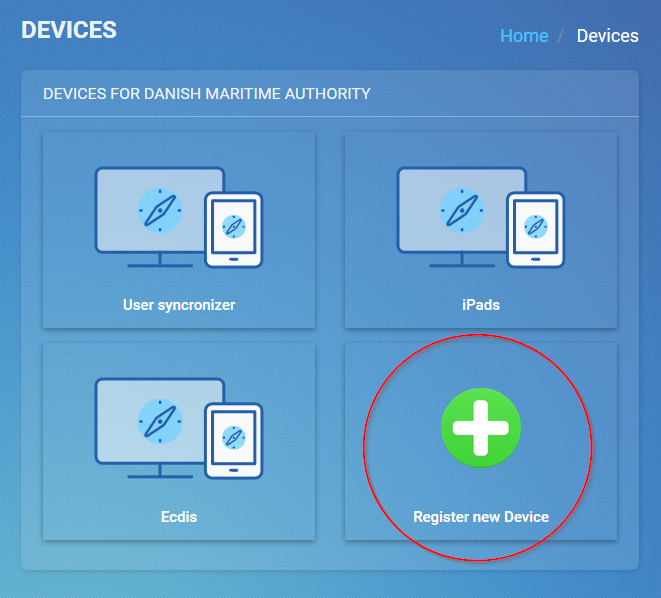 DEVICES
Home / Devices
DEVICES FOR DANISH MARITIME AUTHORITY
User syncronizer
iPads
Ecdis
Register new Device